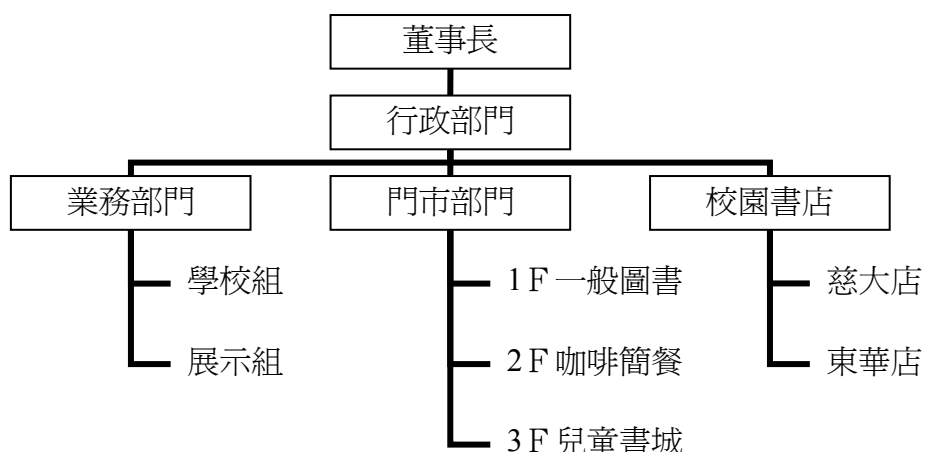 董事長
行政部門
業務部門
門市部門
校園書店
學校組
1F 一般圖書
慈大店
展示組
2F 咖啡簡餐
東華店
3F 兒童書城